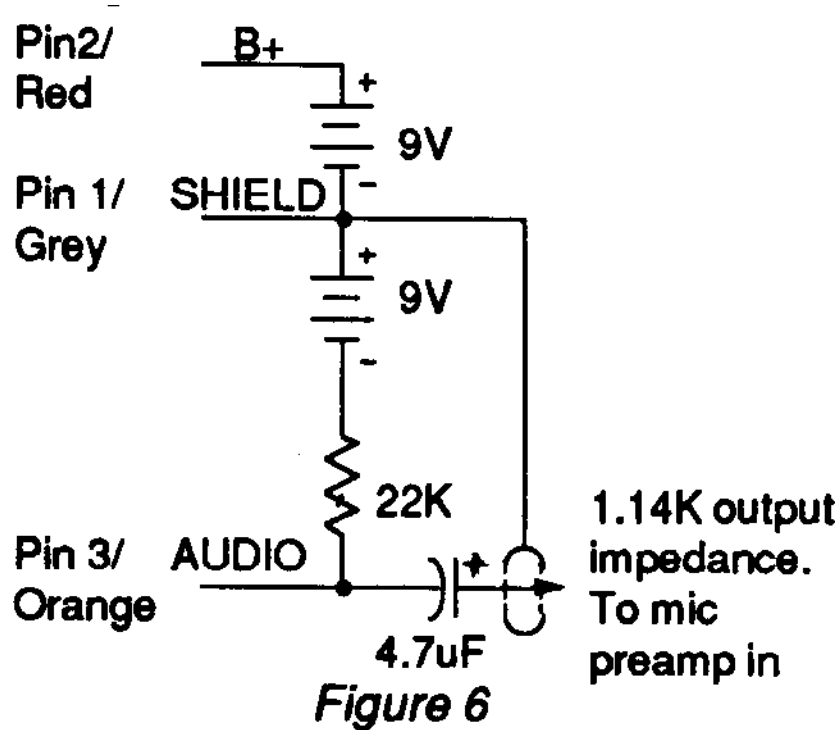 Pin2/
Red
B+
+
9V
-
Pin 1/
Grey
SHIELD
+
9V
-
22K
Pin 3/
Orange
AUDIO
+
4.7uF
1.14K output
impedance.
To mic
preamp in
Figure 6